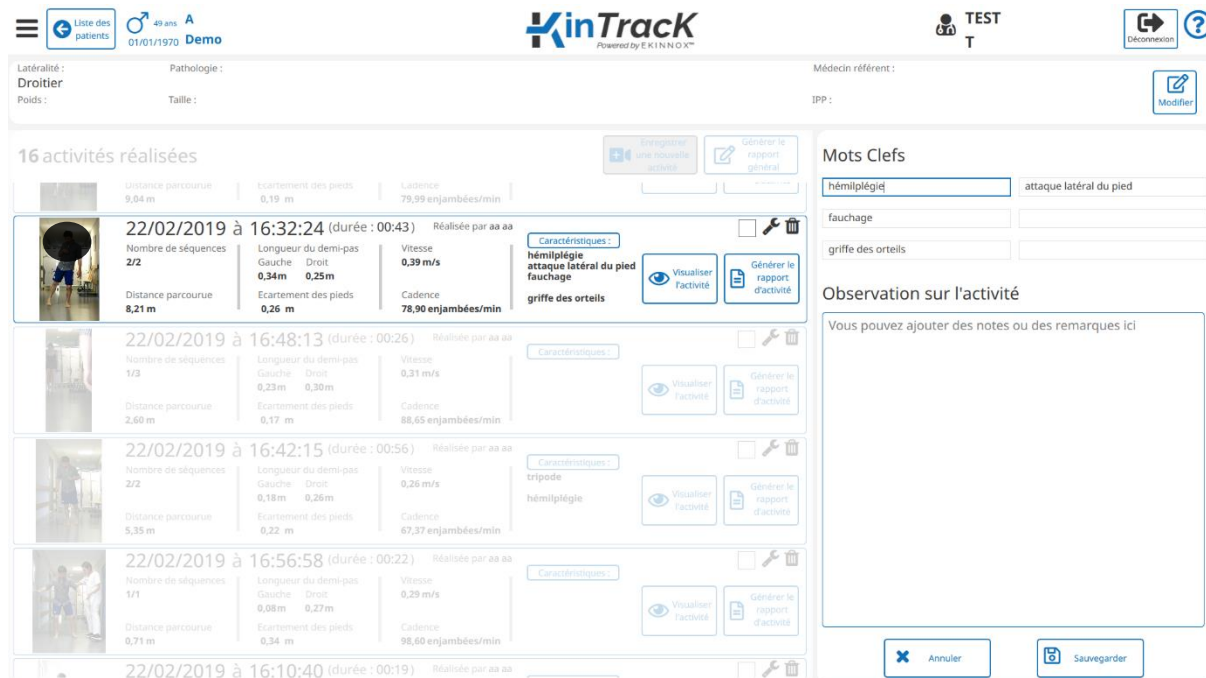 Liste des patients
49 ans A
01/01/1970 Demo
KinTracK
Powered by EKINNOX™
TEST
T
Déconnexion
Latéralité :
Droitier
Pathologie :
Poids :
Taille :
Médecin référent :
IPP :
Modifier
16 activités réalisées
Enregistrer une nouvelle activité
Générer le rapport général
Distance parcourue
9,04 m
Ecartement des pieds
0,19 m
Cadence
79,99 enjambées/min
22/02/2019 à 16:32:24 (durée : 00:43) Réalisée par aa aa
Nombre de séquences
2/2
Longueur du demi-pas
Gauche Droit
0,34m 0,25m
Vitesse
0,39 m/s
Distance parcourue
8,21 m
Ecartement des pieds
0,26 m
Cadence
78,90 enjambées/min
Caractéristiques :
hémilplégie
attaque latéral du pied
fauchage
griffe des orteils
Visualiser l'activité
Générer le rapport d'activité
22/02/2019 à 16:48:13 (durée : 00:26) Réalisée par aa aa
Nombre de séquences
1/3
Longueur du demi-pas
Gauche Droit
0,23m 0,30m
Vitesse
0,31 m/s
Distance parcourue
2,60 m
Ecartement des pieds
0,17 m
Cadence
88,65 enjambées/min
Caractéristiques :
Visualiser l'activité
Générer le rapport d'activité
22/02/2019 à 16:42:15 (durée : 00:56) Réalisée par aa aa
Nombre de séquences
2/2
Longueur du demi-pas
Gauche Droit
0,18m 0,26m
Vitesse
0,26 m/s
Distance parcourue
5,35 m
Ecartement des pieds
0,22 m
Cadence
67,37 enjambées/min
Caractéristiques :
tripode
hémilplégie
Visualiser l'activité
Générer le rapport d'activité
22/02/2019 à 16:56:58 (durée : 00:22) Réalisée par aa aa
Nombre de séquences
1/1
Longueur du demi-pas
Gauche Droit
0,08m 0,27m
Vitesse
0,29 m/s
Distance parcourue
0,71 m
Ecartement des pieds
0,34 m
Cadence
98,60 enjambées/min
Caractéristiques :
Visualiser l'activité
Générer le rapport d'activité
22/02/2019 à 16:10:40 (durée : 00:19) Réalisée par aa aa
Mots Clefs
hémilplégie
attaque latéral du pied
fauchage
griffe des orteils
Observation sur l'activité
Vous pouvez ajouter des notes ou des remarques ici
Annuler
Sauvegarder